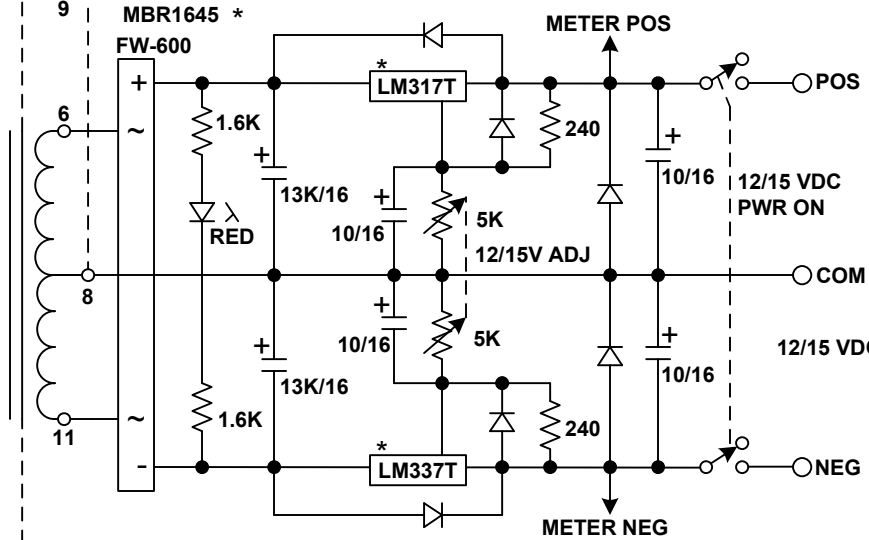 9
MBR1645 *
FW-600
METER POS
+
*
LM317T
POS
6
~
1.6K
240
+
+
13K/16
+
10/16
5K
10/16
12/15 VDC
PWR ON
RED
12/15V ADJ
8
COM
+
+
10/16
5K
+
10/16
12/15 VDC
13K/16
~
11
1.6K
*
240
-
LM337T
NEG
METER NEG